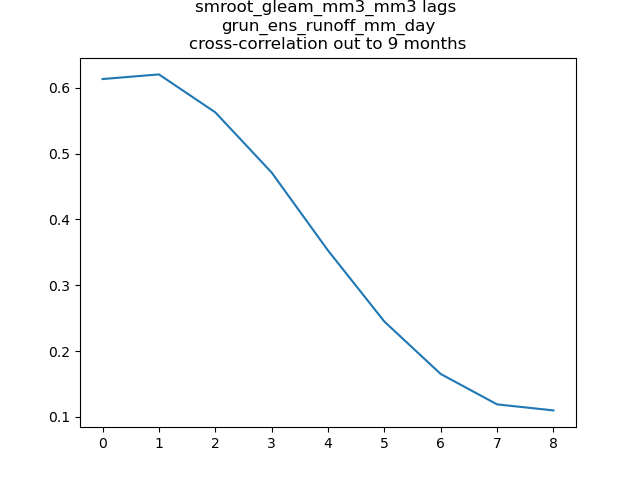 smroot_gleam_mm3_mm3 lags
grun_ens_runoff_mm_day
cross-correlation out to 9 months
0.6
0.5
0.4
0.3
0.2
0.1
0 1 2 3 4 5 6 7 8